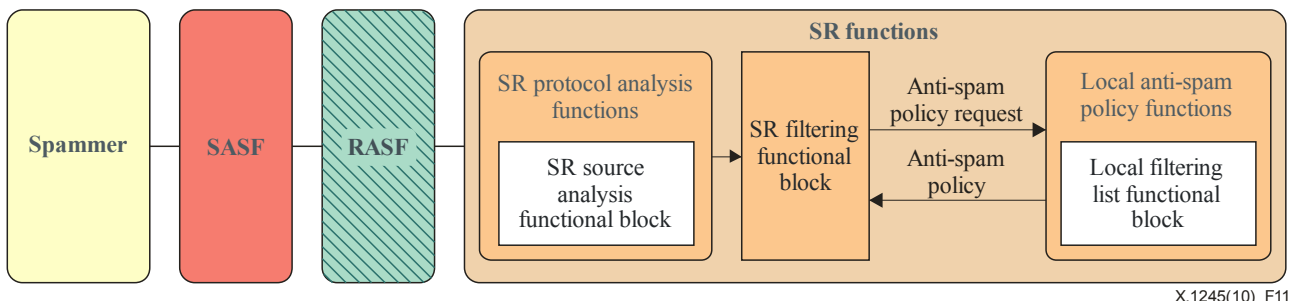 SR functions
Spammer
SASF
RASF
SR protocol analysis
functions
SR source
analysis
functional block
SR filtering
functional
block
Anti-spam
policy request
Anti-spam
policy
Local anti-spam
policy functions
Local filtering
list functional
block
X.1245(10)_F11